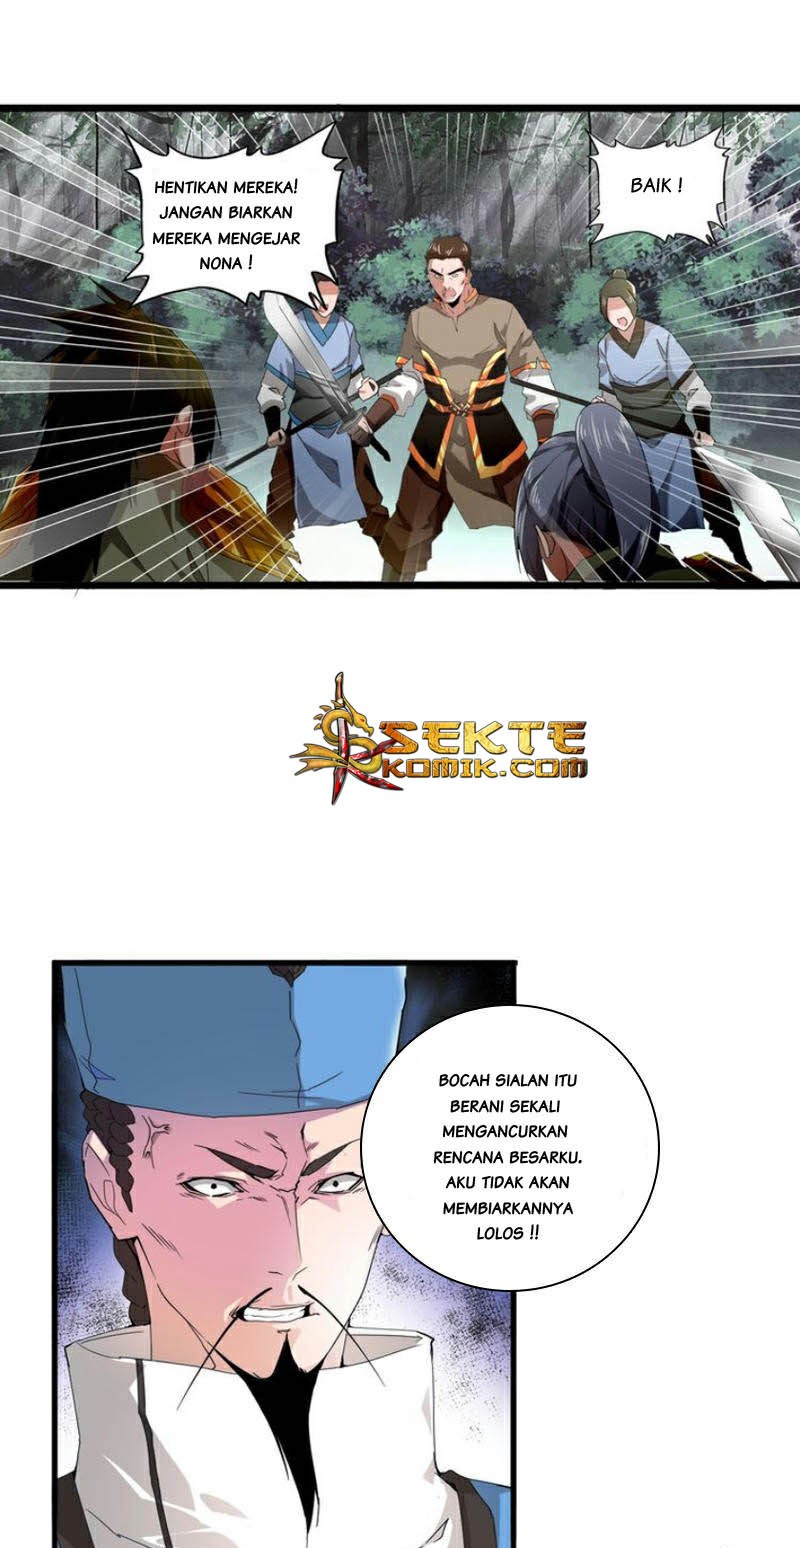 HENTIKAN MEREKA!
JANGAN BIARKAN
MEREKA MENGEJAR
NONA !
BAIK !
SEKTE
KOMIK.COM
BOCAH SIALAN ITU
BERANI SEKALI
MENGANCURKAN
RENCANA BESARKU.
AKU TIDAK AKAN
MEMBIARKANNYA
LOLOS !!